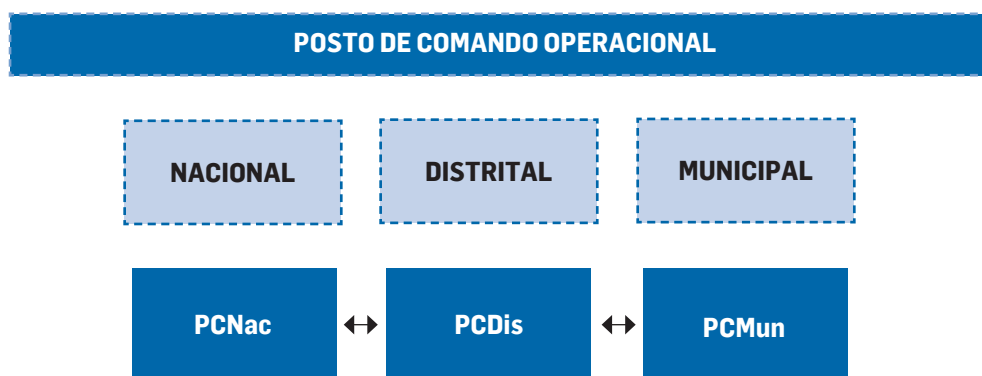 POSTO DE COMANDO OPERACIONAL
NACIONAL
DISTRITAL
MUNICIPAL
PCNac
PCDis
PCMun